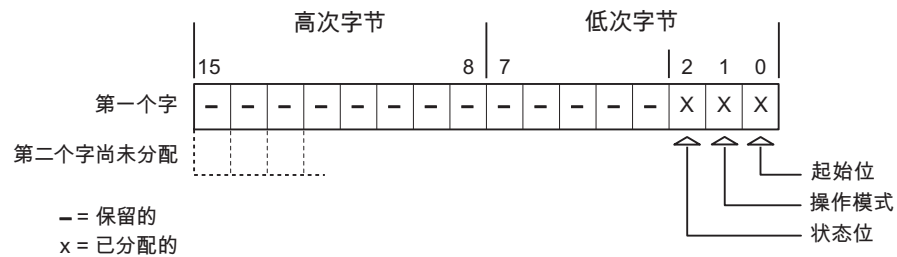 高次字节 低次字节
15 8 7 2 1 0
第一个字 – – – – – – – – – – – – – X X X
第二个字尚未分配
起始位
操作模式
– = 保留的
状态位
x = 已分配的